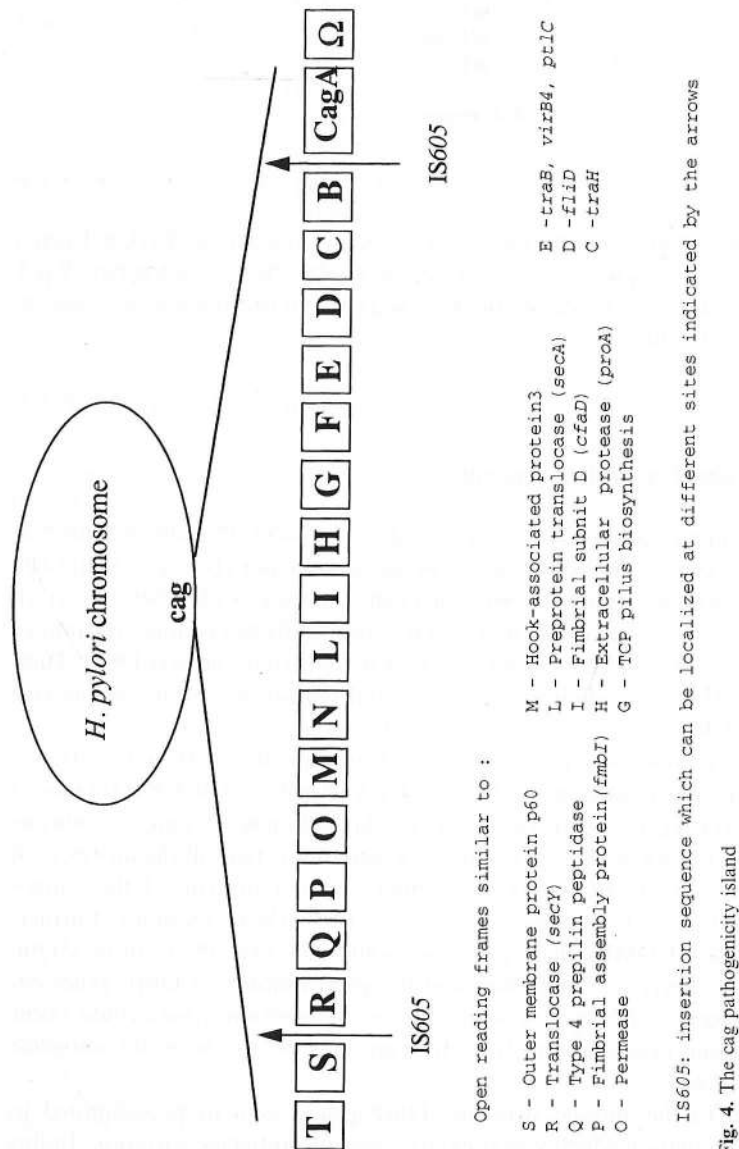 H. pylori chromosome
cag
T S R Q P O M N L I H G F E D C B CagA Ω
IS605
IS605
Open reading frames similar to :
S - Outer membrane protein p60
R - Translocase (secY)
Q - Type 4 prepilin peptidase
P - Fimbrial assembly protein(fmbI)
O - Permease
M - Hook-associated protein3
L - Preprotein translocase (secA)
I - Fimbrial subnit D (cfaD)
H - Extracellular protease (proA)
G - TCP pilus biosynthesis
E -traB, virB4, ptlC
D -fliD
C -traH
IS605: insertion sequence which can be localized at different sites indicated by the arrows
Fig. 4. The cag pathogenicity island